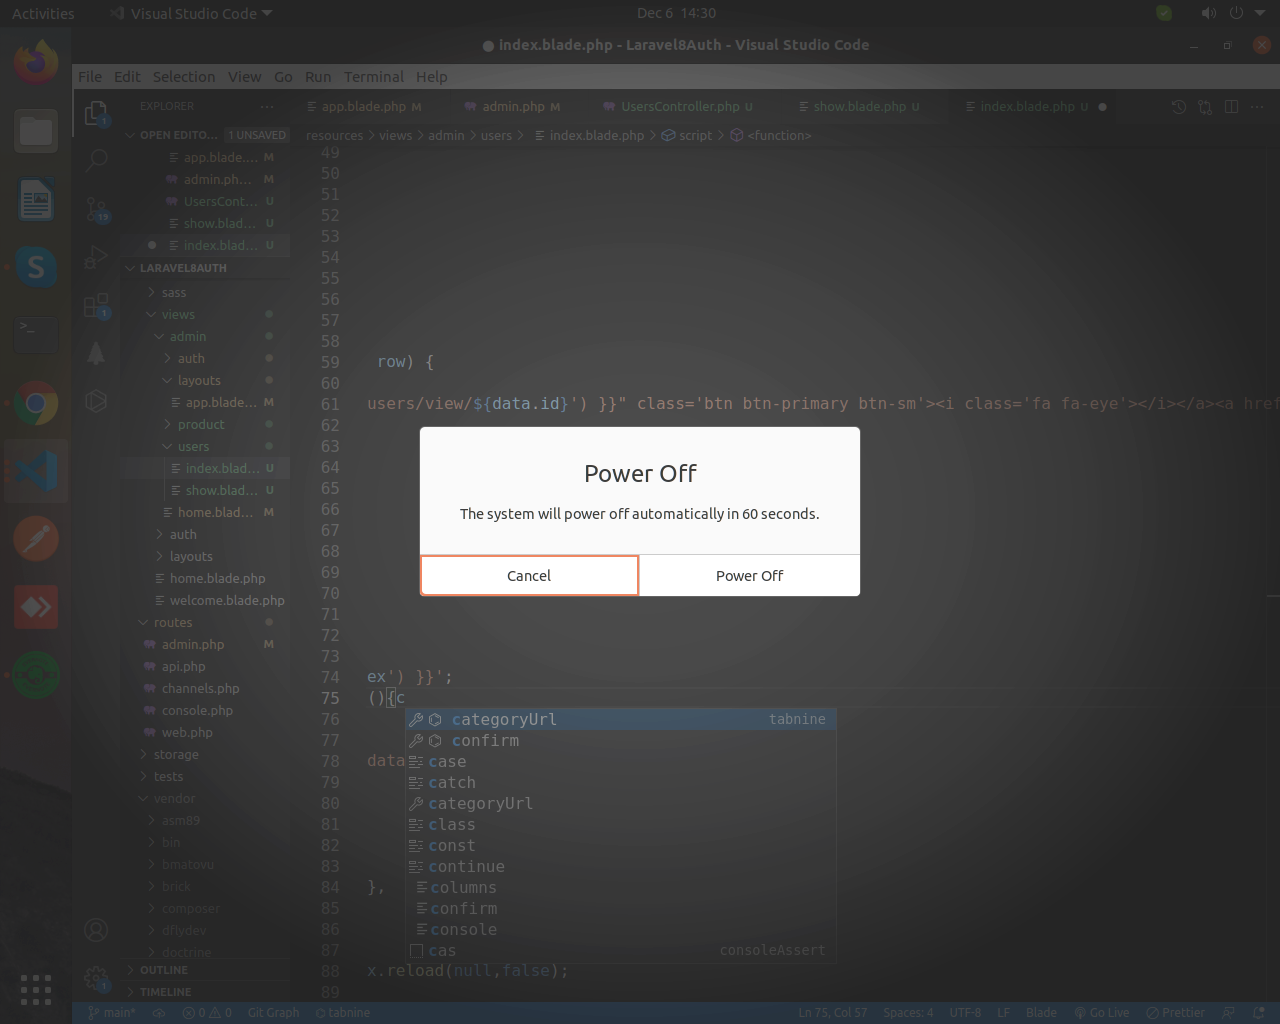 Activities
Visual Studio Code
Dec 6 14:30
index.blade.php - Laravel8Auth - Visual Studio Code
File Edit Selection View Go Run Terminal Help
EXPLORER
app.blade.php M
admin.php M
UsersController.php U
show.blade.php U
index.blade.php U
OPEN EDITO... 1 UNSAVED
resources > views > admin > users > index.blade.php > script > <function>
app.blade.... M
admin.ph... M
UsersCont... U
show.blad... U
index.blad... U
LARAVEL8AUTH
sass
views
admin
auth
layouts
app.blade... M
product
users
index.blad... U
show.blad... U
home.blad... M
auth
layouts
home.blade.php
welcome.blade.php
routes
admin.php M
api.php
channels.php
console.php
web.php
storage
tests
vendor
asm89
bin
bmatovu
brick
composer
dflydev
doctrine
OUTLINE
TIMELINE
1
19
1
1
49
50
51
52
53
54
55
56
57
58
59 row) {
60
61 users/view/${data.id}') }}" class='btn btn-primary btn-sm'><i class='fa fa-eye'></i></a><a href
62
63
64
65
66
67
68
69
70
71
72
73
74 ex') }}';
75 (){c
76
77
78 data
79
80
81
82
83
84 },
85
86
87
88 x.reload(null,false);
89
Power Off
The system will power off automatically in 60 seconds.
Cancel
Power Off
categoryUrl tabnine
confirm
case
catch
categoryUrl
class
const
continue
columns
confirm
console
cas consoleAssert
main* 0 0 Git Graph tabnine
Ln 75, Col 57 Spaces: 4 UTF-8 LF Blade Go Live Prettier